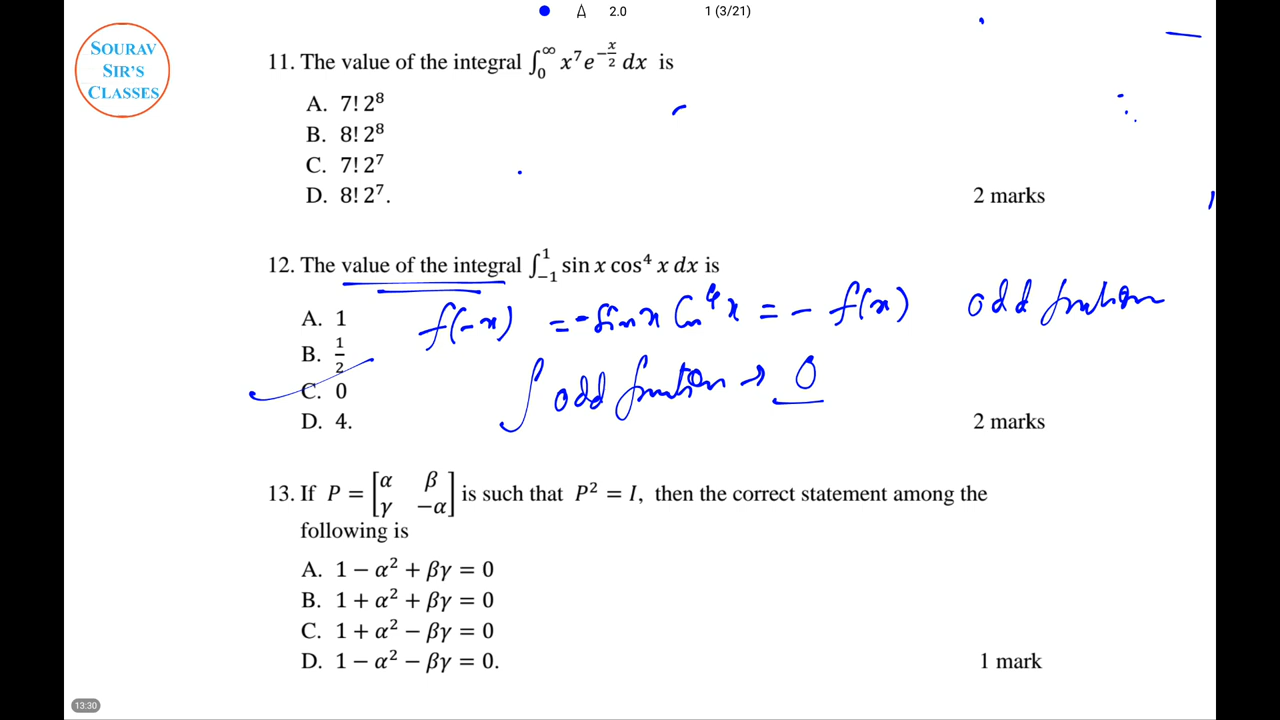 2.0 1 (3/21)
SOURAV
SIR'S
CLASSES
11. The value of the integral ∫₀^∞ x⁷e^(−x/2) dx is
A. 7! 2⁸
B. 8! 2⁸
C. 7! 2⁷
D. 8! 2⁷.
2 marks
12. The value of the integral ∫₋₁¹ sin x cos⁴ x dx is
f(-x) = -Sinx Cos⁴x = - f(x) odd function
A. 1
B. 1/2
∫ odd function → 0
C. 0
D. 4.
2 marks
13. If P = [α β; γ −α] is such that P² = I, then the correct statement among the
following is
A. 1 − α² + βγ = 0
B. 1 + α² + βγ = 0
C. 1 + α² − βγ = 0
D. 1 − α² − βγ = 0.
1 mark
13:30